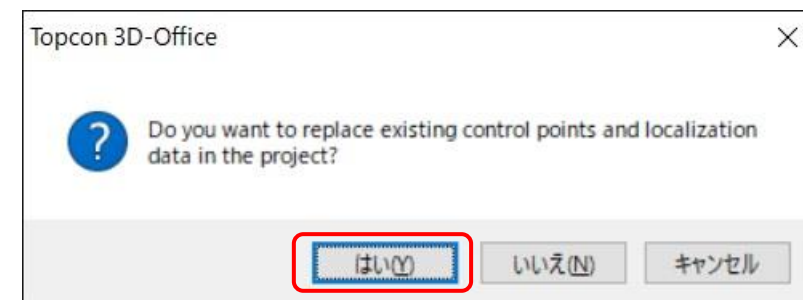 Topcon 3D-Office
Do you want to replace existing control points and localization
data in the project?
はい(Y)
いいえ(N)
キャンセル